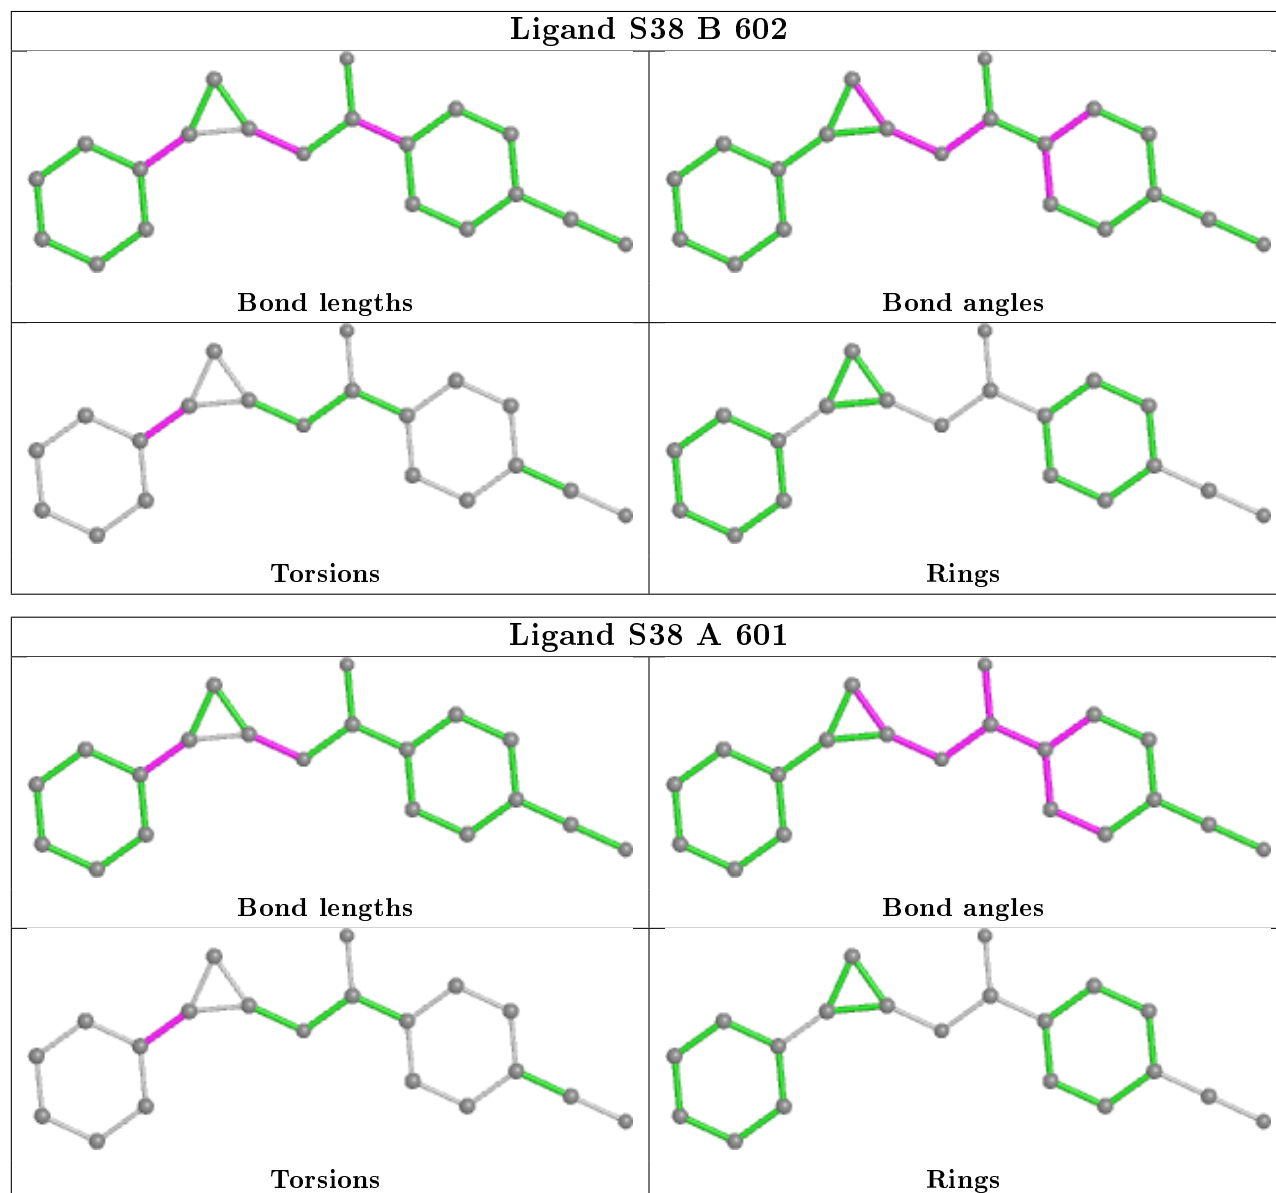 Ligand S38 B 602
Bond lengths
Bond angles
Torsions
Rings
Ligand S38 A 601
Bond lengths
Bond angles
Torsions
Rings